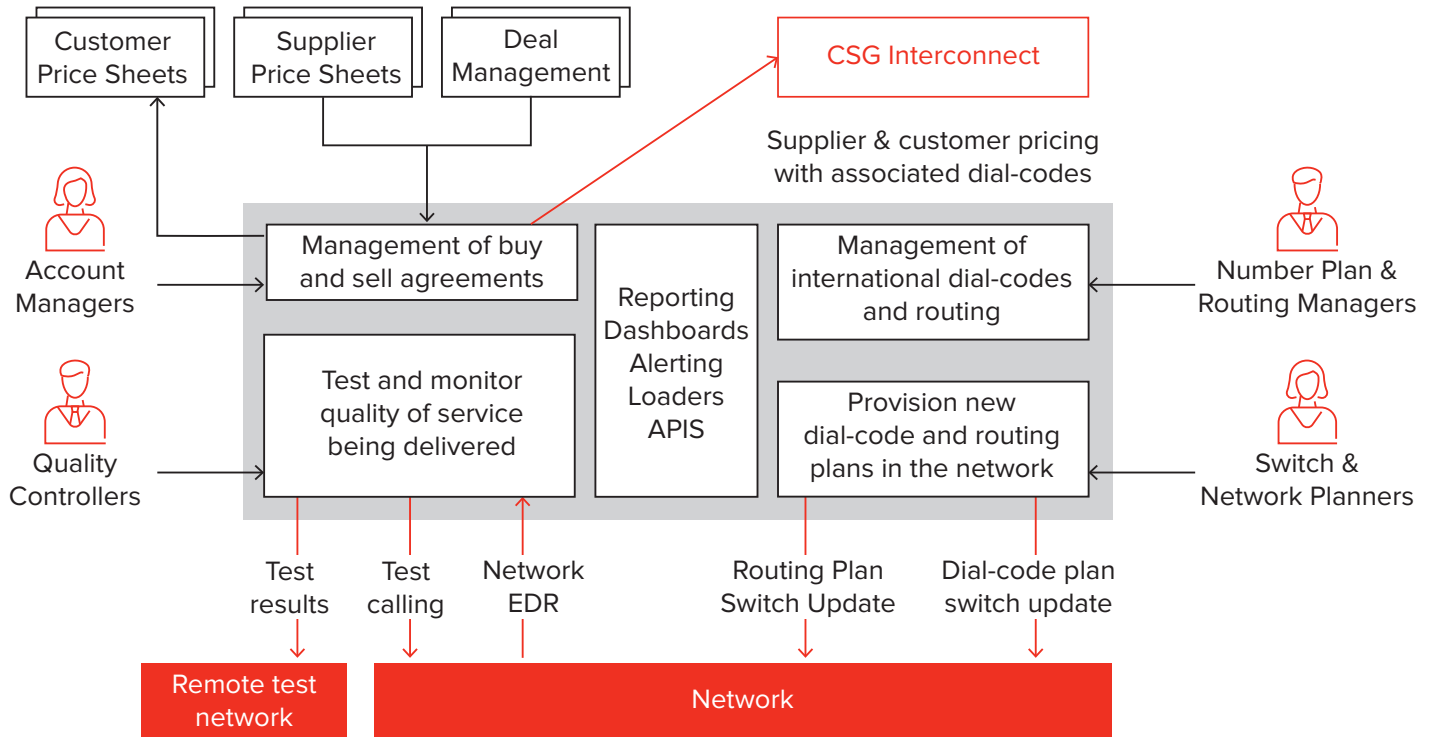 Customer
Price Sheets
Supplier
Price Sheets
Deal
Management
CSG Interconnect
Supplier & customer pricing
with associated dial-codes
Account
Managers
Management of buy
and sell agreements
Reporting
Dashboards
Alerting
Loaders
APIS
Management of
international dial-codes
and routing
Number Plan &
Routing Managers
Quality
Controllers
Test and monitor
quality of service
being delivered
Provision new
dial-code and routing
plans in the network
Switch &
Network Planners
Test
results
Test
calling
Network
EDR
Routing Plan
Switch Update
Dial-code plan
switch update
Remote test
network
Network